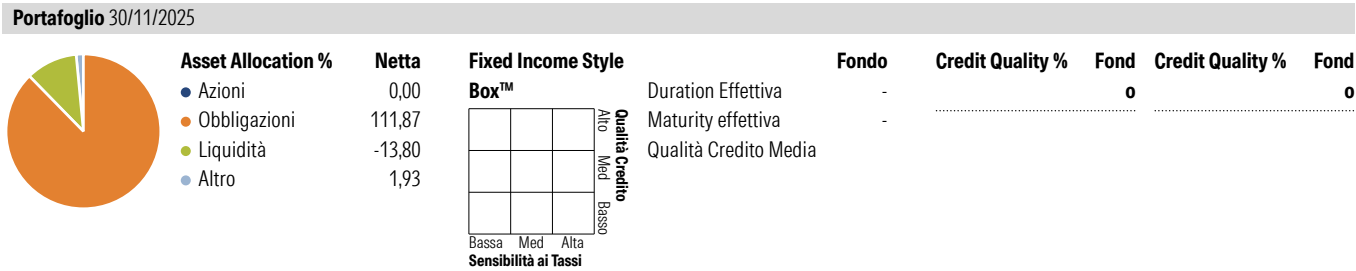 Portafoglio 30/11/2025
Asset Allocation % Netta
Azioni 0,00
Obbligazioni 111,87
Liquidità -13,80
Altro 1,93
Fixed Income Style
Box™
Alto Med Basso
Qualità Credito
Bassa Med Alta
Sensibilità ai Tassi
Fondo
Duration Effettiva -
Maturity effettiva -
Qualità Credito Media
Credit Quality % Fond
o
Credit Quality % Fond
o